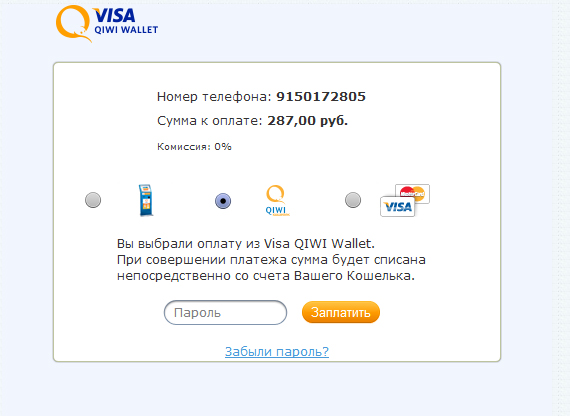 VISA
QIWI WALLET
Номер телефона: 9150172805
Сумма к оплате: 287,00 руб.
Комиссия: 0%
QIWI
MasterCard
VISA
Вы выбрали оплату из Visa QIWI Wallet.
При совершении платежа сумма будет списана
непосредственно со счета Вашего Кошелька.
Пароль Заплатить
Забыли пароль?